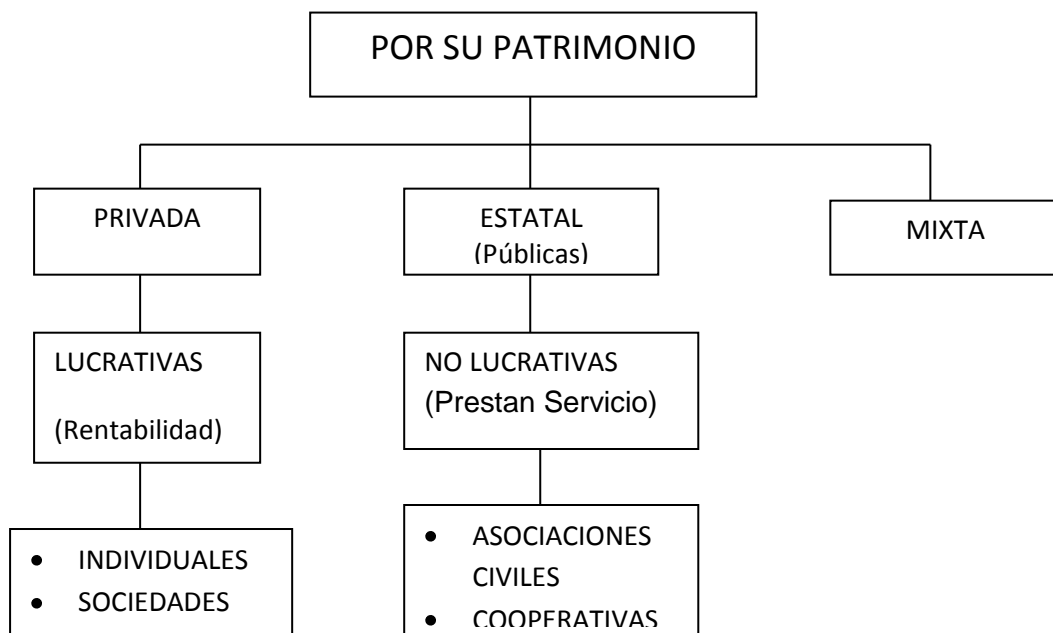 POR SU PATRIMONIO
PRIVADA
ESTATAL
(Públicas)
MIXTA
LUCRATIVAS
(Rentabilidad)
NO LUCRATIVAS
(Prestan Servicio)
• INDIVIDUALES
• SOCIEDADES
• ASOCIACIONES
CIVILES
• COOPERATIVAS